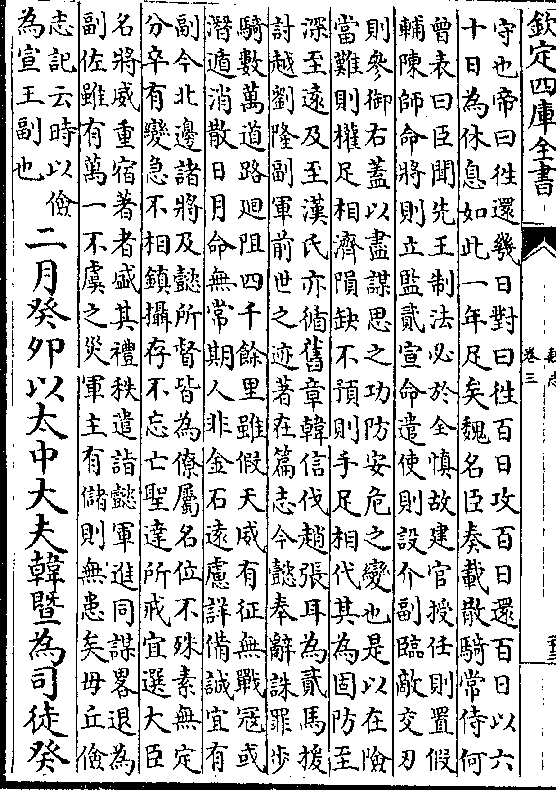 欽定四庫全書
魏志
卷三
守也帝曰徃還幾日對曰徃百日攻百日還百日以六
十日為休息如此一年足矣魏名臣奏載散騎常侍何
曾表曰臣聞先王制法必於全慎故建官授任則置假
輔陳師命將則立監貳宣命遣使則設介副臨敵交刃
則參御右蓋以盡謀思之功防安危之變也是以在險
當難則權足相濟隕缺不預則手足相代其為固防至
深至遠及至漢氏亦循舊章韓信伐趙張耳為貳馬援
討越劉隆副軍前世之迹著在篇志今懿奉辭誅罪步
騎數萬道路迴阻四千餘里雖假天威有征無戰寇或
潛遁消散日月命無常期人非金石遠慮詳備誠宜有
副今北邊諸將及懿所督皆為僚屬名位不殊素無定
分卒有變急不相鎮攝存不忘亡聖達所戒宜選大臣
名將威重宿著者盛其禮秩遣詣懿軍進同謀畧退為
副佐雖有萬一不虞之災軍主有儲則無患矣毋丘儉
志記云時以儉
為宣王副也
二月癸卯以太中大夫韓暨為司徒癸